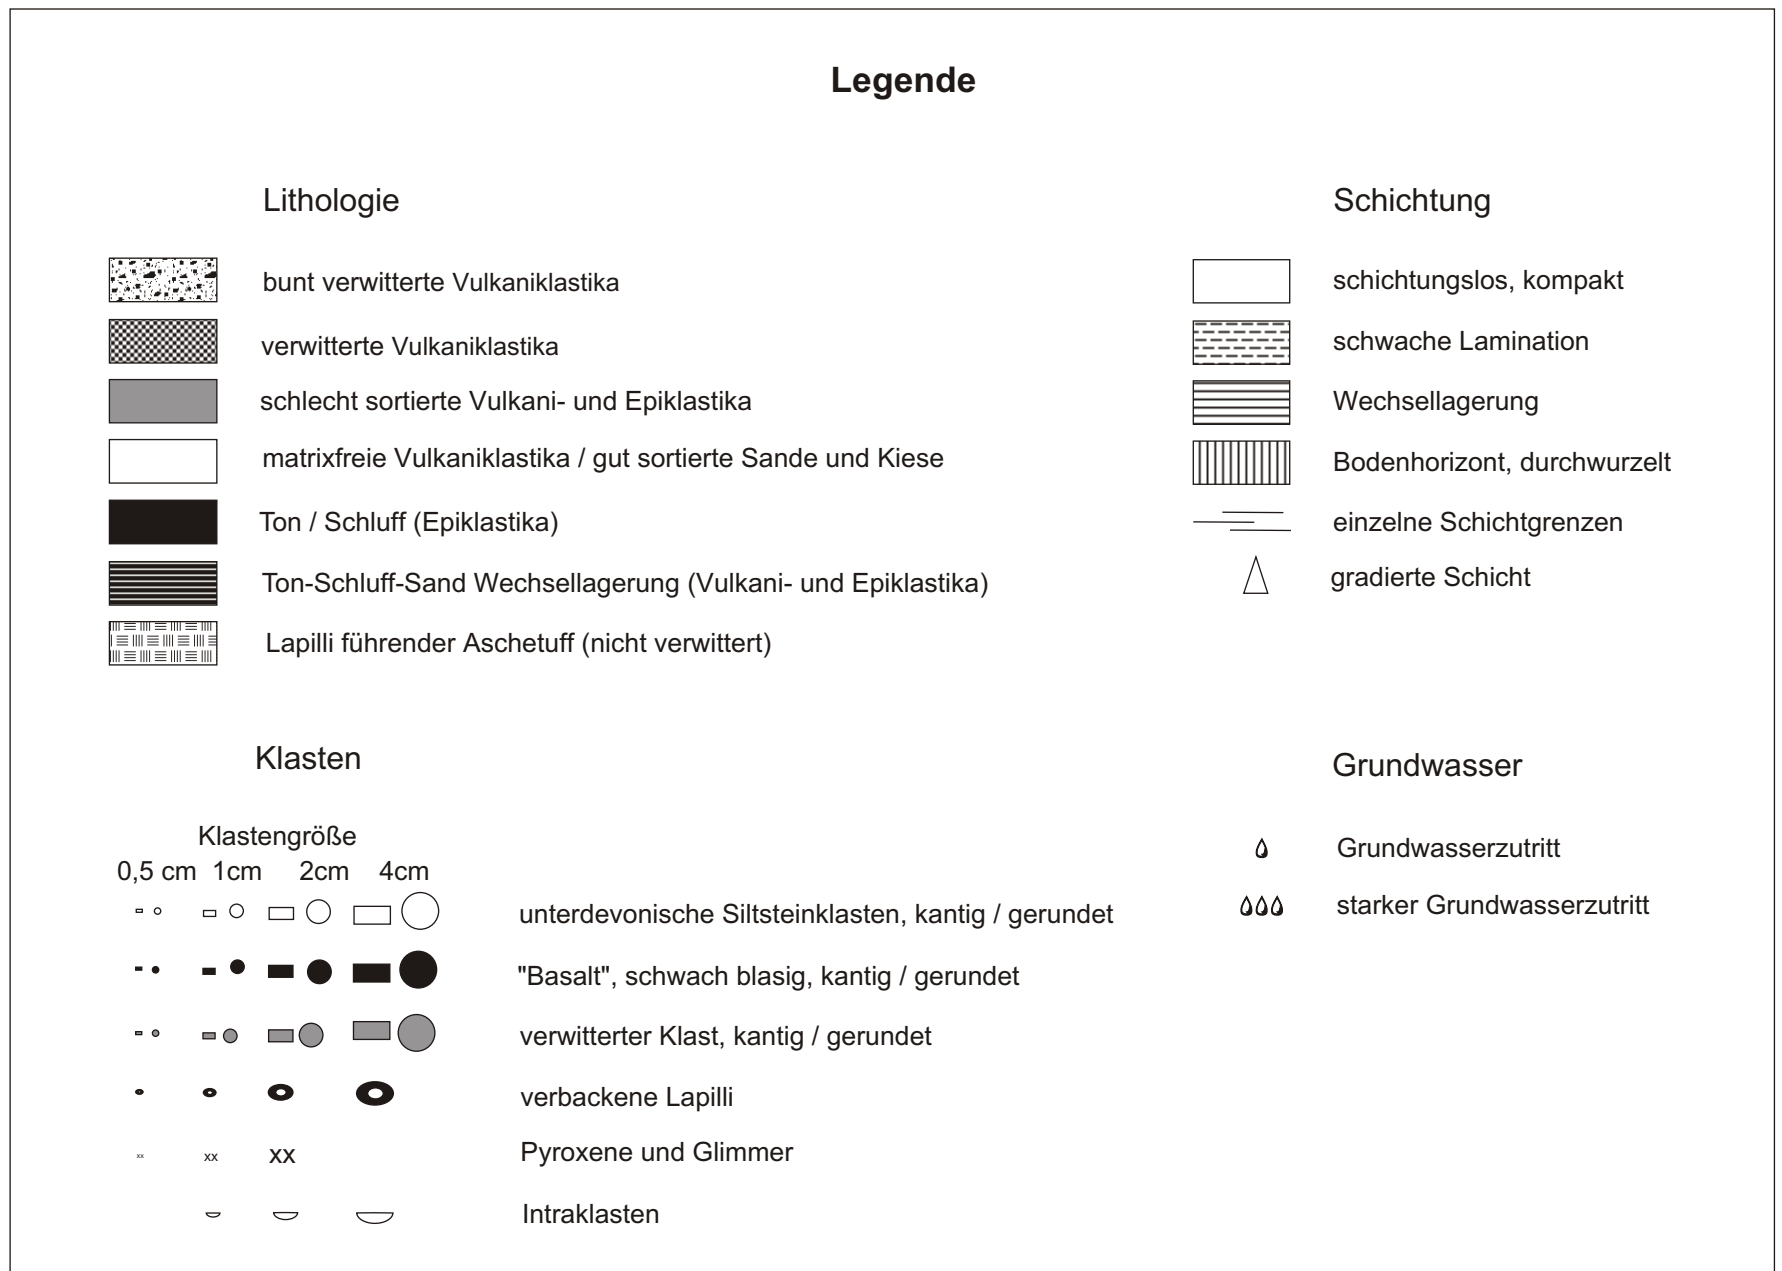 Legende
Lithologie
bunt verwitterte Vulkaniklastika
verwitterte Vulkaniklastika
schlecht sortierte Vulkani- und Epiklastika
matrixfreie Vulkaniklastika / gut sortierte Sande und Kiese
Ton / Schluff (Epiklastika)
Ton-Schluff-Sand Wechsellagerung (Vulkani- und Epiklastika)
Lapilli führender Aschetuff (nicht verwittert)
Schichtung
schichtungslos, kompakt
schwache Lamination
Wechsellagerung
Bodenhorizont, durchwurzelt
einzelne Schichtgrenzen
gradierte Schicht
Klasten
Klastengröße
0,5 cm 1cm 2cm 4cm
unterdevonische Siltsteinklasten, kantig / gerundet
"Basalt", schwach blasig, kantig / gerundet
verwitterter Klast, kantig / gerundet
verbackene Lapilli
xx xx xx Pyroxene und Glimmer
Intraklasten
Grundwasser
Grundwasserzutritt
starker Grundwasserzutritt